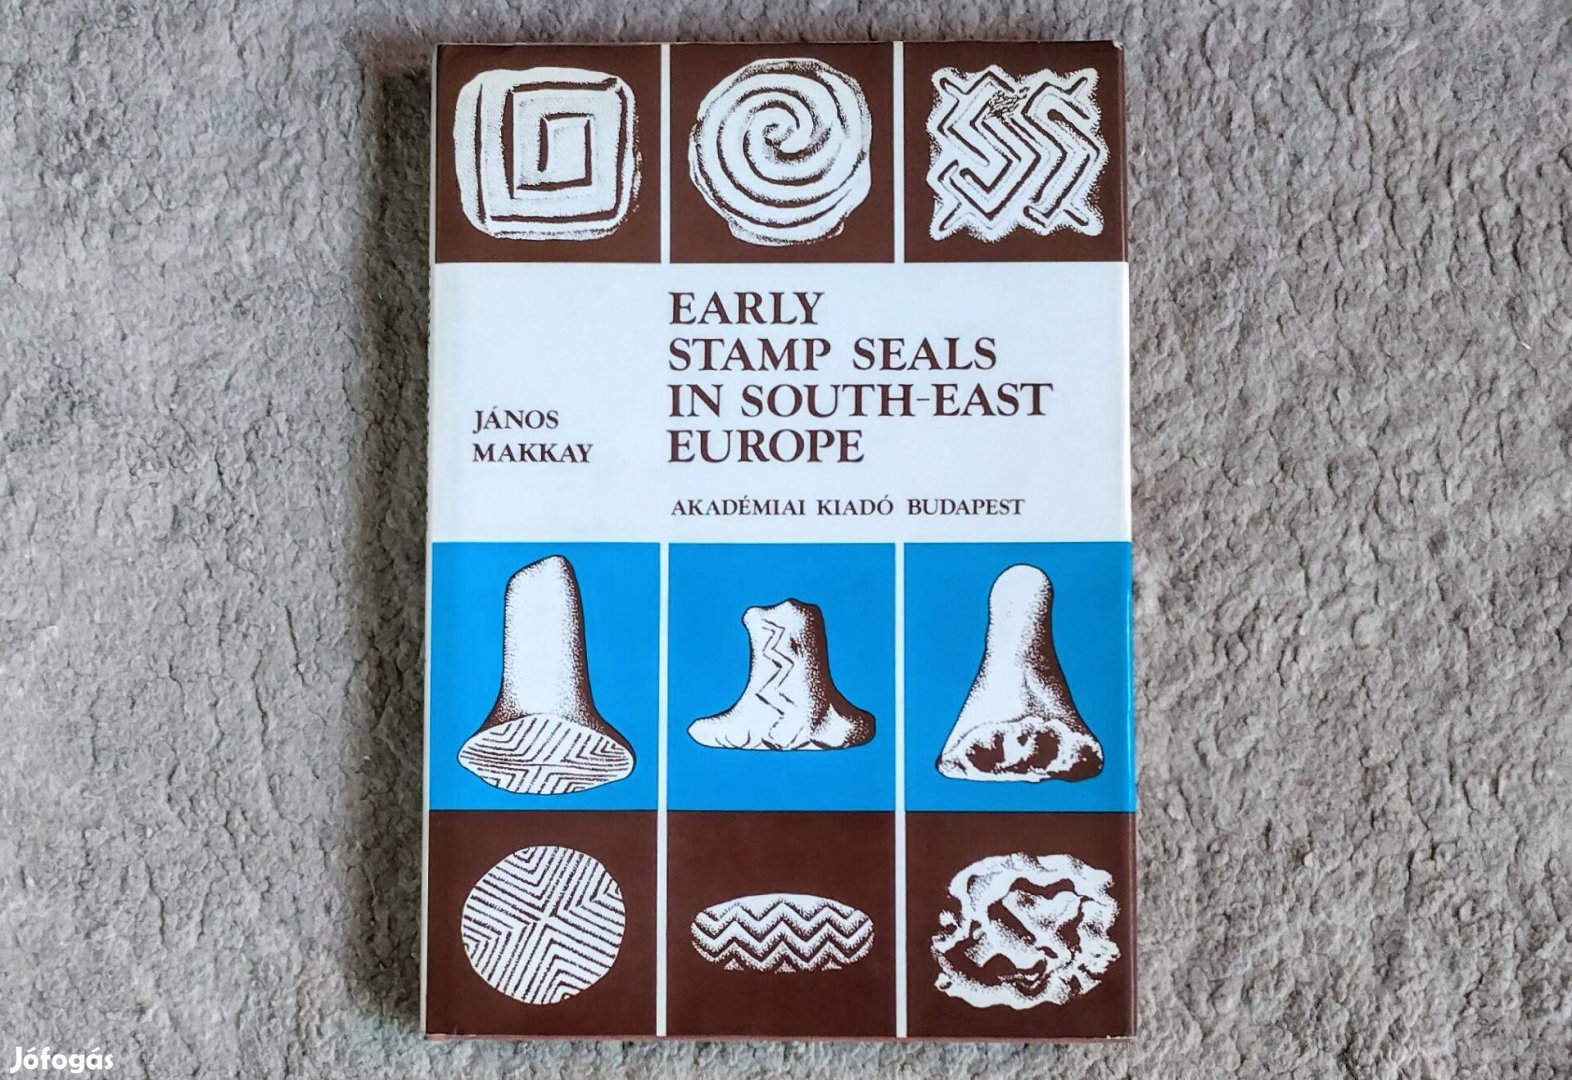 EARLY
STAMP SEALS
IN SOUTH-EAST
EUROPE
JÁNOS
MAKKAY
AKADÉMIAI KIADÓ BUDAPEST
Jófogás